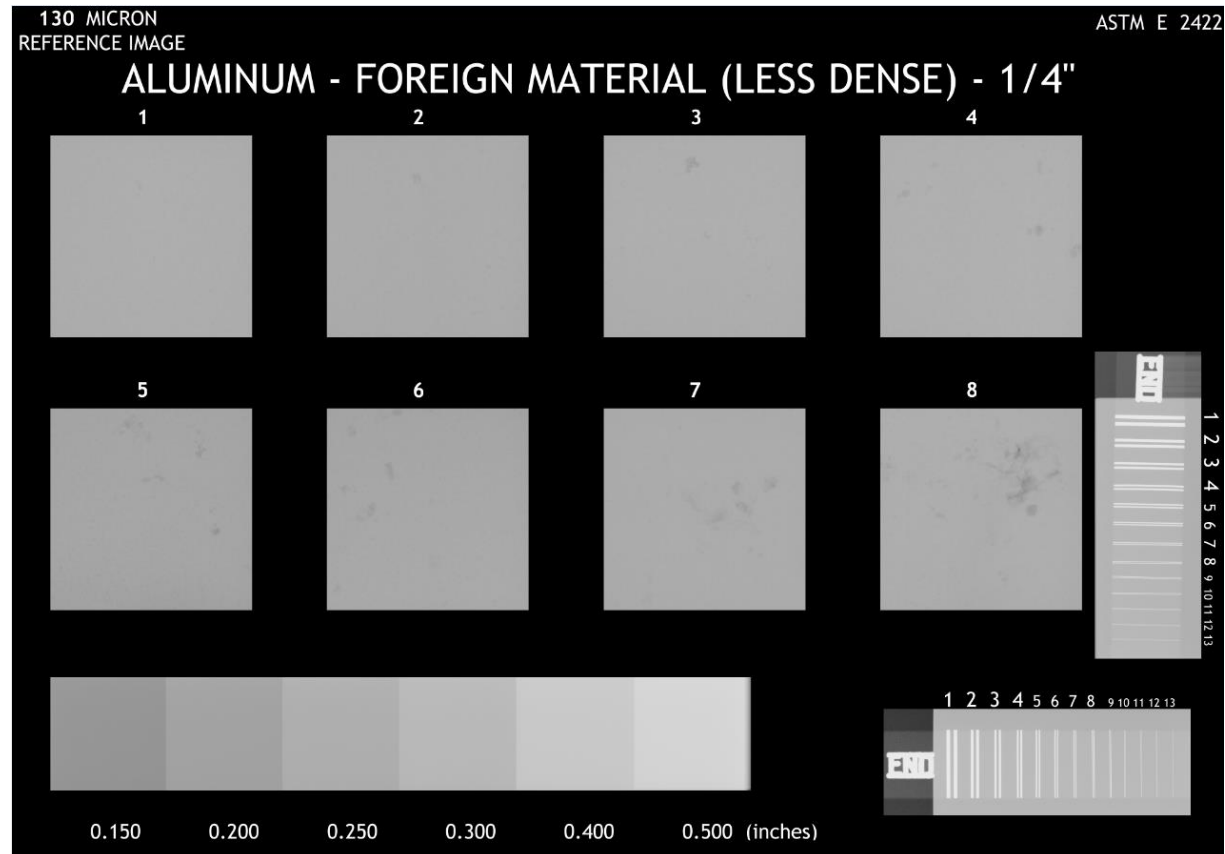 130 MICRON
REFERENCE IMAGE
ASTM E 2422
ALUMINUM - FOREIGN MATERIAL (LESS DENSE) - 1/4"
1 2 3 4
5 6 7 8
END
1
2
3
4
5
6
7
8
9
10
11
12
13
1 2 3 4 5 6 7 8 9 10 11 12 13
END
0.150 0.200 0.250 0.300 0.400 0.500 (inches)